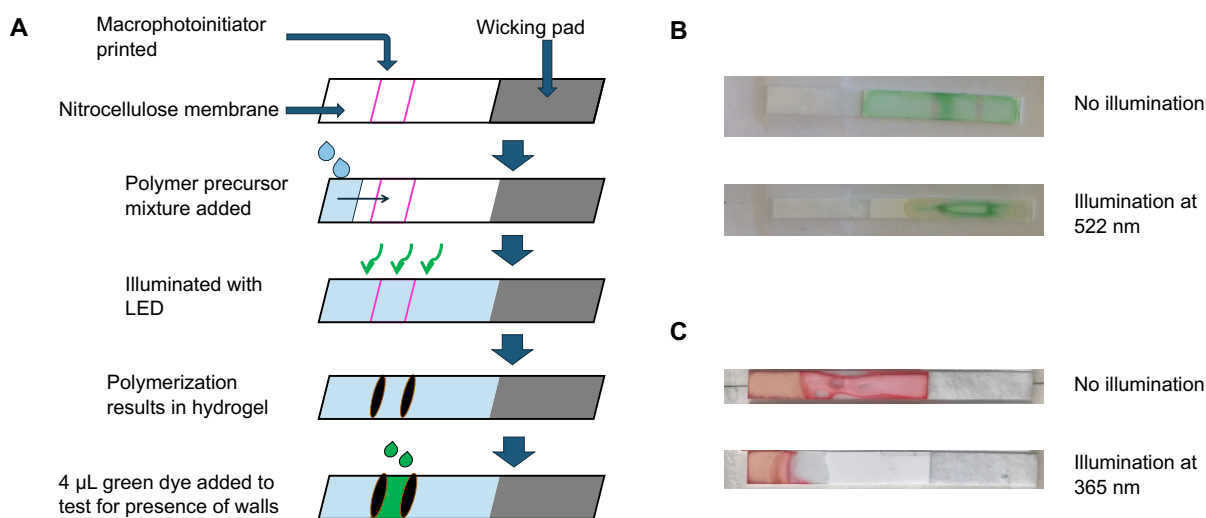 A
Macrophotoinitiator
printed
Wicking pad
Nitrocellulose membrane
Polymer precursor
mixture added
Illuminated with
LED
Polymerization
results in hydrogel
4 µL green dye added to
test for presence of walls
B
No illumination
Illumination at
522 nm
C
No illumination
Illumination at
365 nm